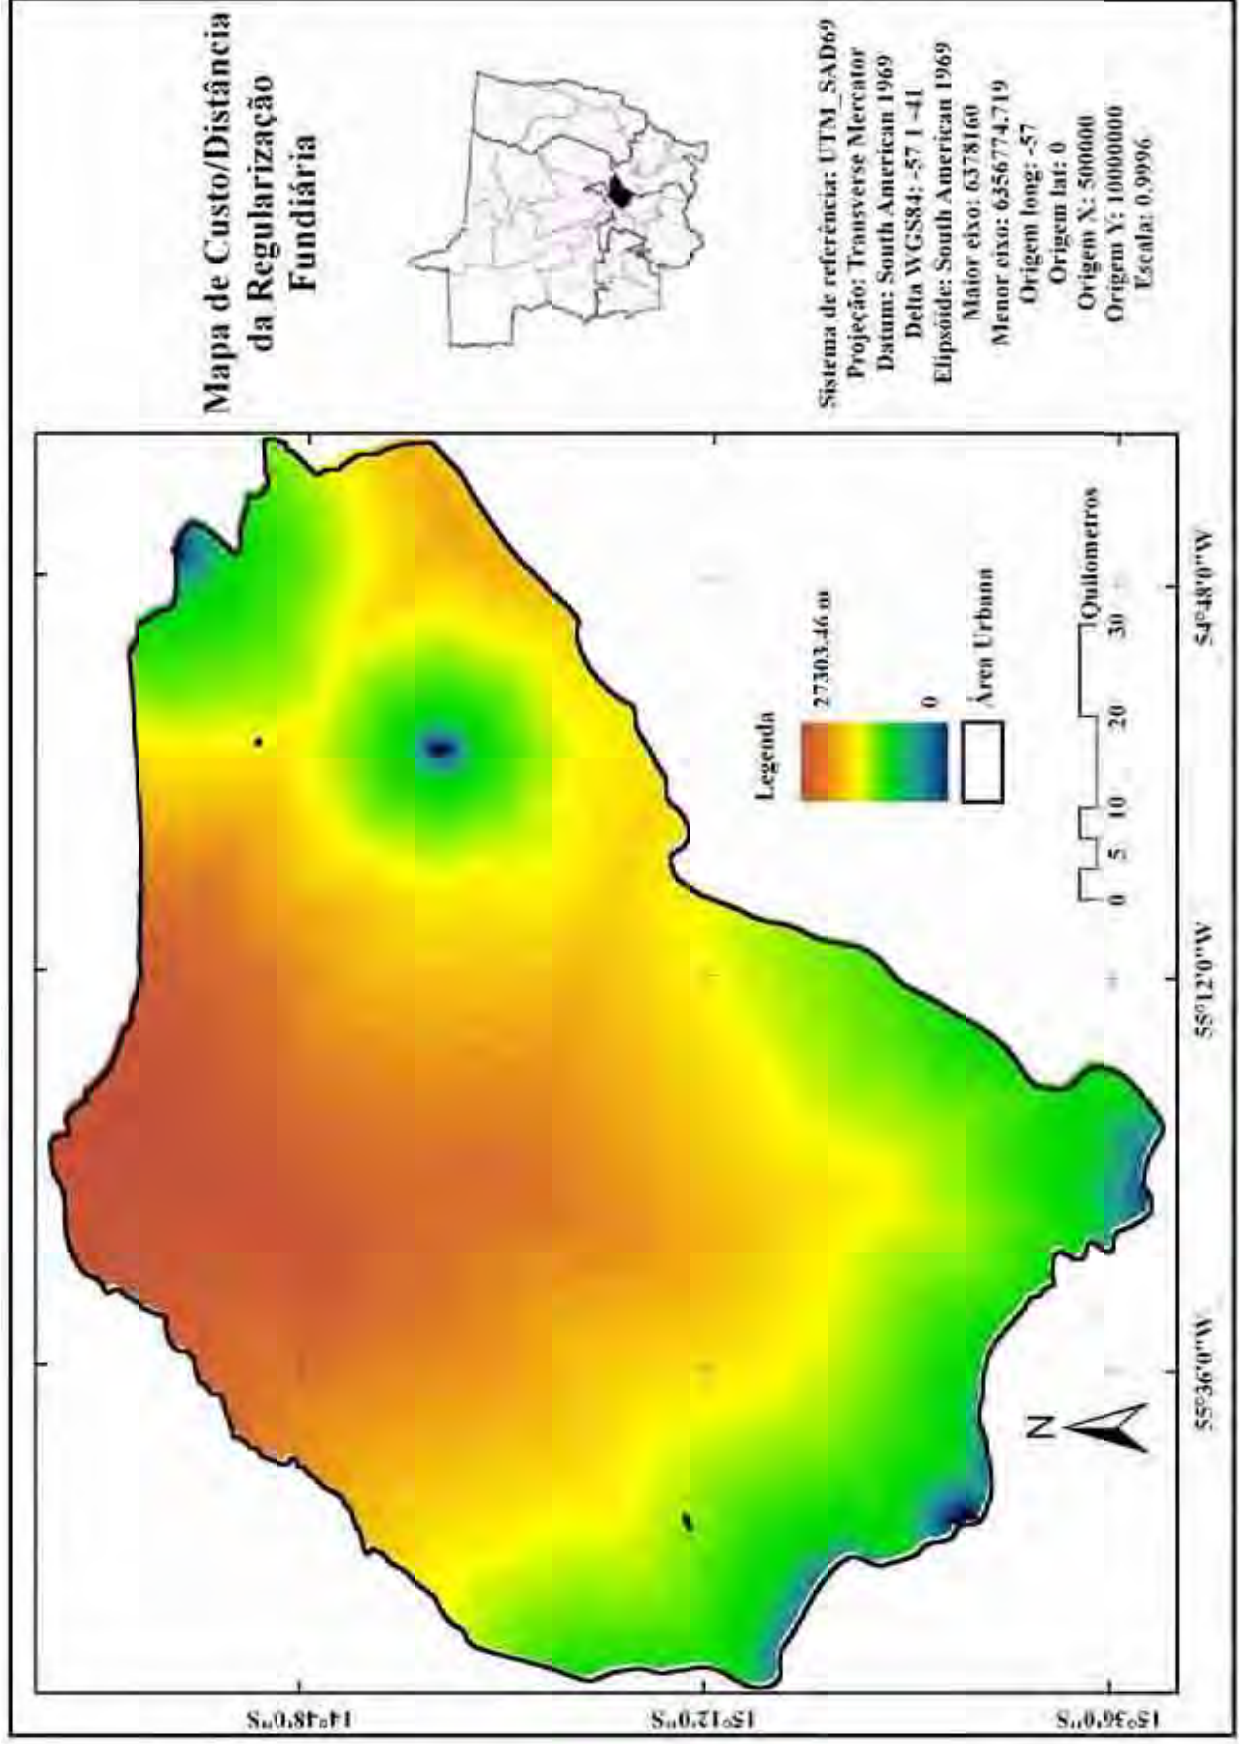 Mapa de Custo/Distância
da Regularização
Fundiária
Sistema de referência: UTM_SAD69
Projeção: Transverse Mercator
Datum: South American 1969
Delta WGS84: -57 1 -41
Elipsóide: South American 1969
Maior eixo: 6378160
Menor eixo: 6356774.719
Origem long: -57
Origem lat: 0
Origem X: 500000
Origem Y: 10000000
Escala: 0.9996
Legenda
27303.46 m
0
Área Urbana
0 5 10 20 30
Quilometros
N
14°48'0"S
15°12'0"S
15°36'0"S
55°36'0"W
55°12'0"W
54°48'0"W